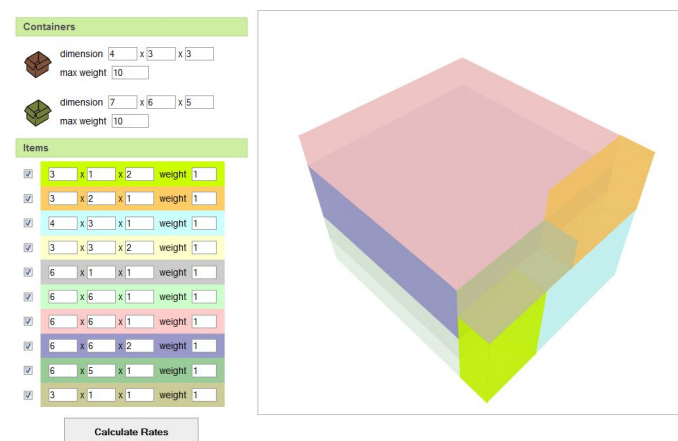 Containers
dimension 4 x 3 x 3
max weight 10
dimension 7 x 6 x 5
max weight 10
Items
3 x 1 x 2 weight 1
3 x 2 x 1 weight 1
4 x 3 x 1 weight 1
3 x 3 x 2 weight 1
6 x 1 x 1 weight 1
6 x 6 x 1 weight 1
6 x 6 x 1 weight 1
6 x 6 x 2 weight 1
6 x 5 x 1 weight 1
3 x 1 x 1 weight 1
Calculate Rates